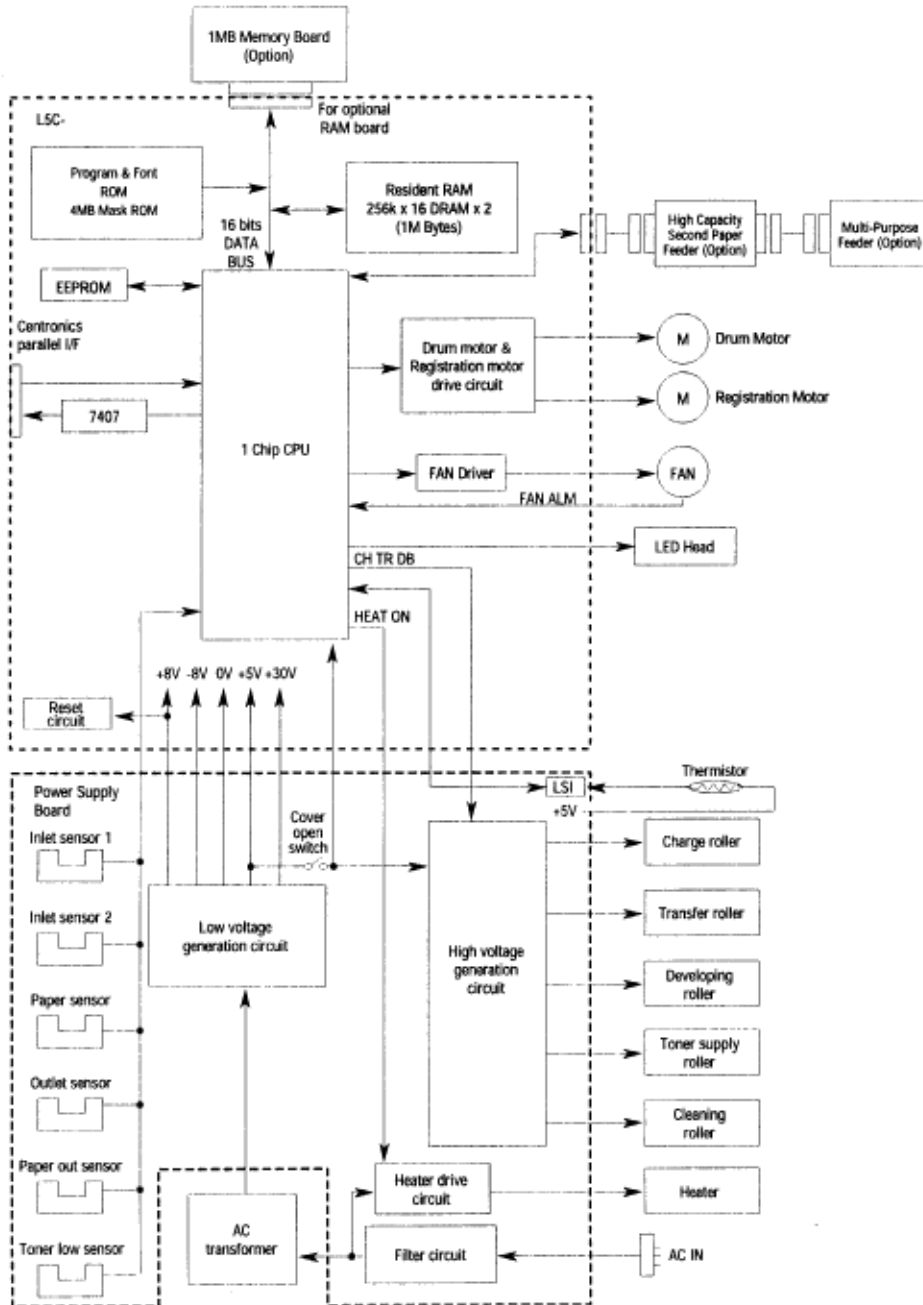 1MB Memory Board
(Option)
L5C-
For optional
RAM board
Program & Font
ROM
4MB Mask ROM
Resident RAM
256k x 16 DRAM x 2
(1M Bytes)
16 bits
DATA
BUS
High Capacity
Second Paper
Feeder (Option)
Multi-Purpose
Feeder (Option)
EEPROM
Centronics
parallel I/F
7407
1 Chip CPU
Drum motor &
Registration motor
drive circuit
M
Drum Motor
M
Registration Motor
FAN Driver
FAN
FAN ALM
LED Head
CH TR DB
HEAT ON
+8V
-8V
0V
+5V
+30V
Reset
circuit
Power Supply
Board
LSI
Thermistor
+5V
Inlet sensor 1
Cover
open
switch
Charge roller
Inlet sensor 2
Low voltage
generation circuit
High voltage
generation
circuit
Transfer roller
Developing
roller
Paper sensor
Toner supply
roller
Outlet sensor
Cleaning
roller
Paper out sensor
Heater drive
circuit
Heater
AC
transformer
Filter circuit
AC IN
Toner low sensor